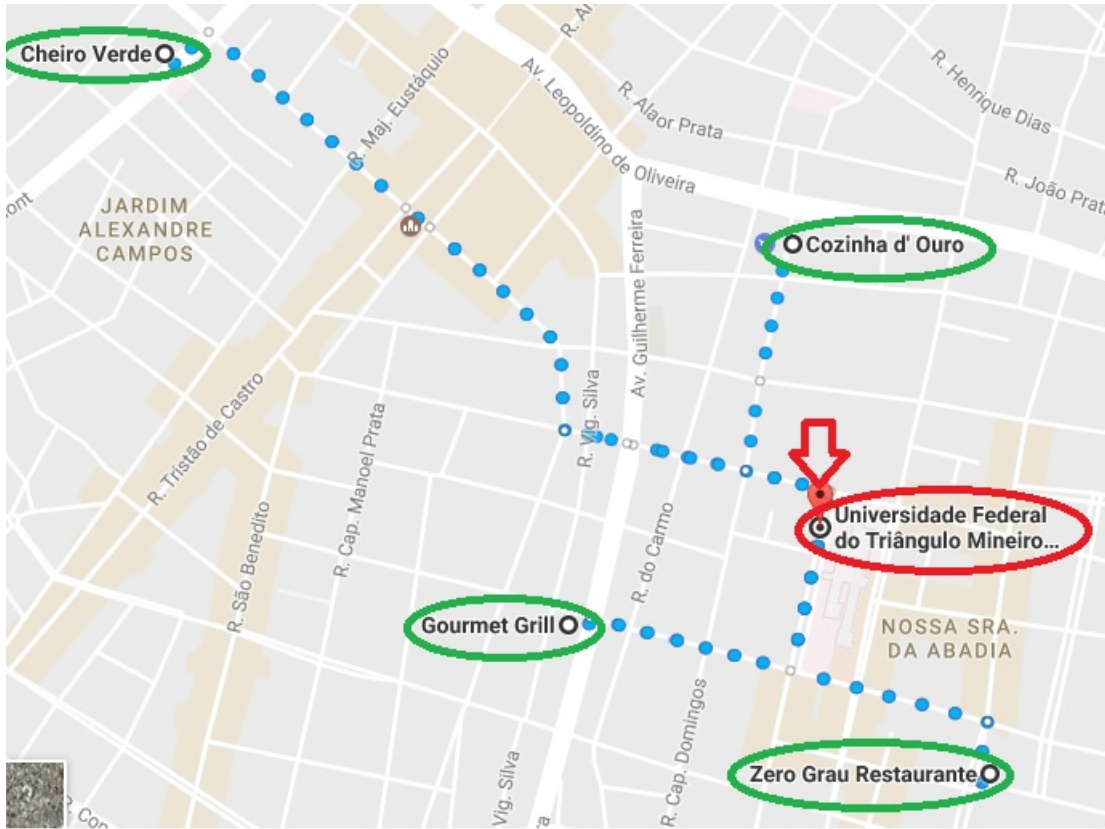 Cheiro Verde
R. Maj. Eustáquio
Av. Leopoldino de Oliveira
R. Alaor Prata
R. Henrique Dias
R. João Prata
JARDIM
ALEXANDRE
CAMPOS
Cozinha d' Ouro
Av. Guilherme Ferreira
R. Tristão de Castro
R. Cap. Manoel Prata
R. Vig. Silva
Universidade Federal
do Triângulo Mineiro...
R. São Benedito
R. do Carmo
Gourmet Grill
NOSSA SRA.
DA ABADIA
R. Cap. Domingos
Zero Grau Restaurante
Vig. Silva